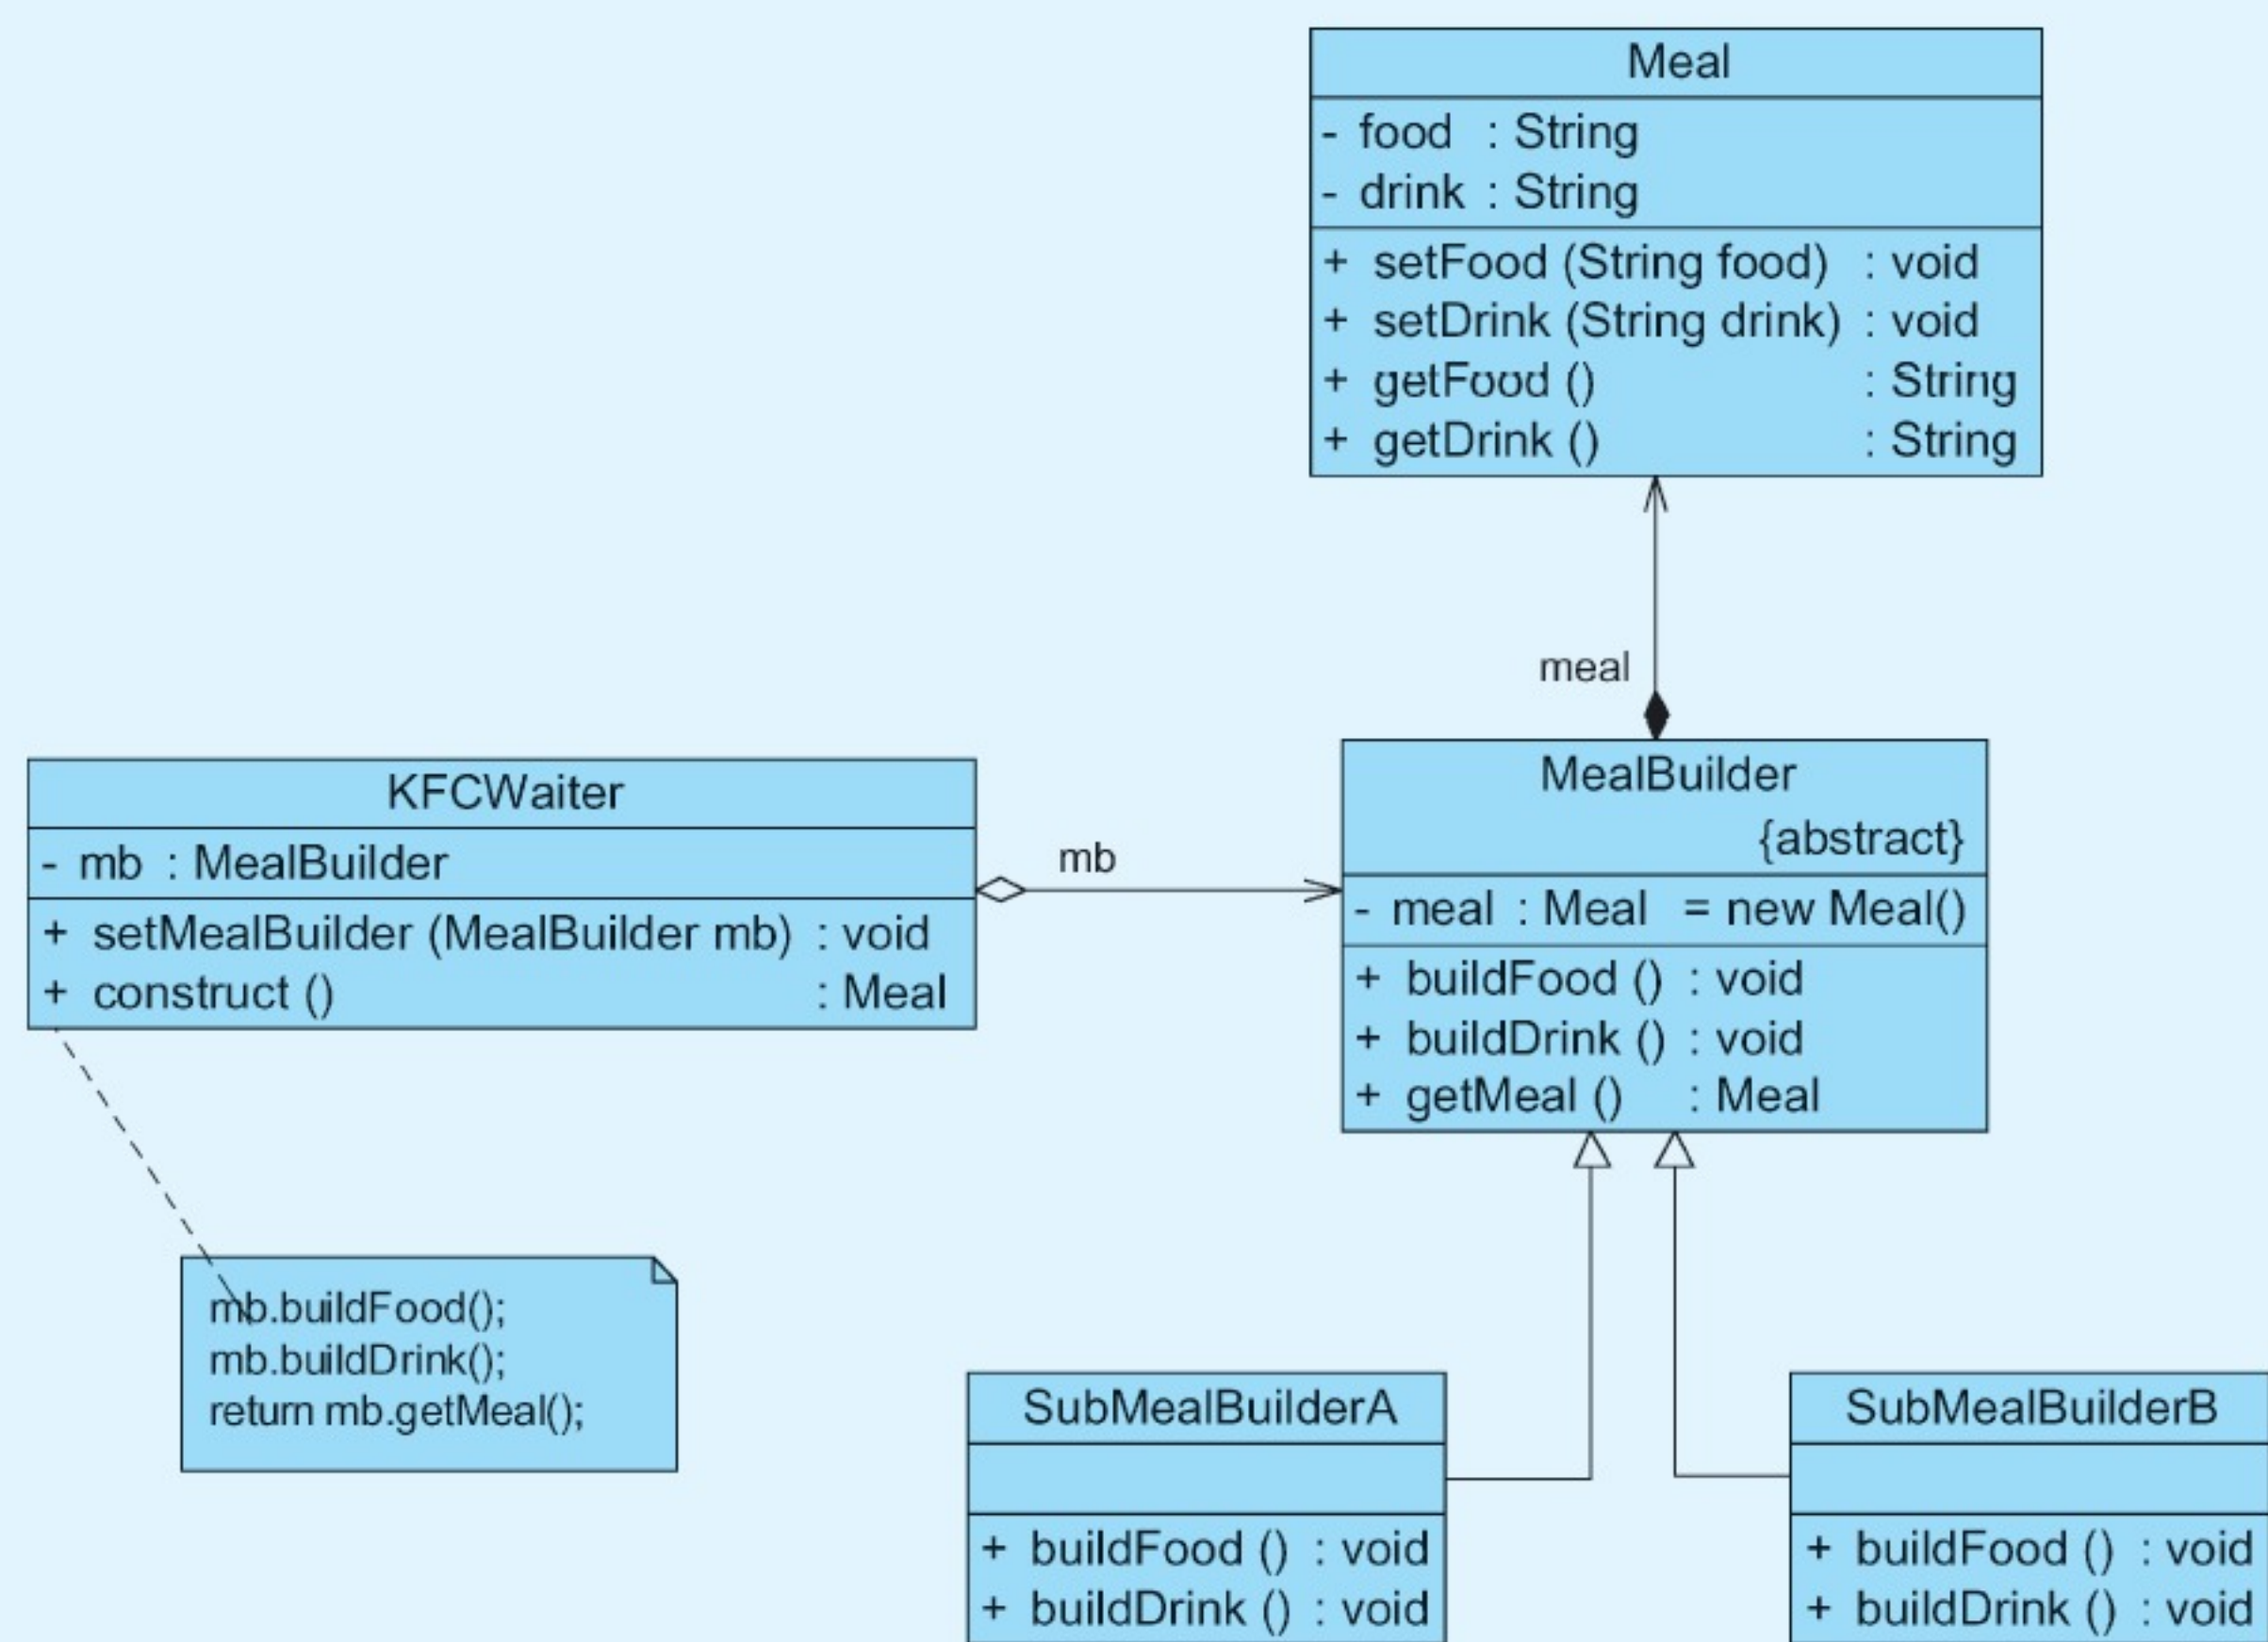 Meal
- food : String
- drink : String
+ setFood (String food) : void
+ setDrink (String drink) : void
+ getFood () : String
+ getDrink () : String
meal
KFCWaiter
- mb : MealBuilder
+ setMealBuilder (MealBuilder mb) : void
+ construct () : Meal
mb
MealBuilder
{abstract}
- meal : Meal = new Meal()
+ buildFood () : void
+ buildDrink () : void
+ getMeal () : Meal
mb.buildFood();
mb.buildDrink();
return mb.getMeal();
SubMealBuilderA
+ buildFood () : void
+ buildDrink () : void
SubMealBuilderB
+ buildFood () : void
+ buildDrink () : void